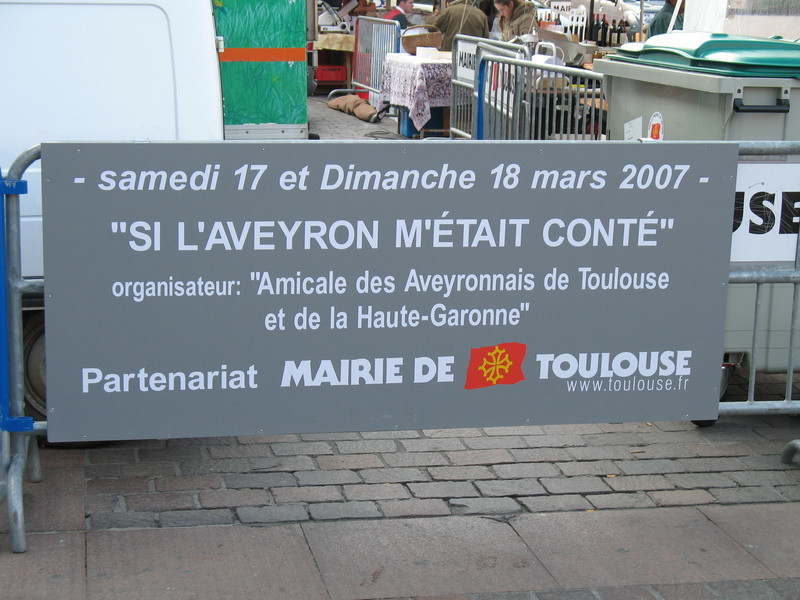 - samedi 17 et Dimanche 18 mars 2007 -
"SI L'AVEYRON M'ÉTAIT CONTÉ"
organisateur: "Amicale des Aveyronnais de Toulouse
et de la Haute-Garonne"
Partenariat MAIRIE DE TOULOUSE
www.toulouse.fr
USE